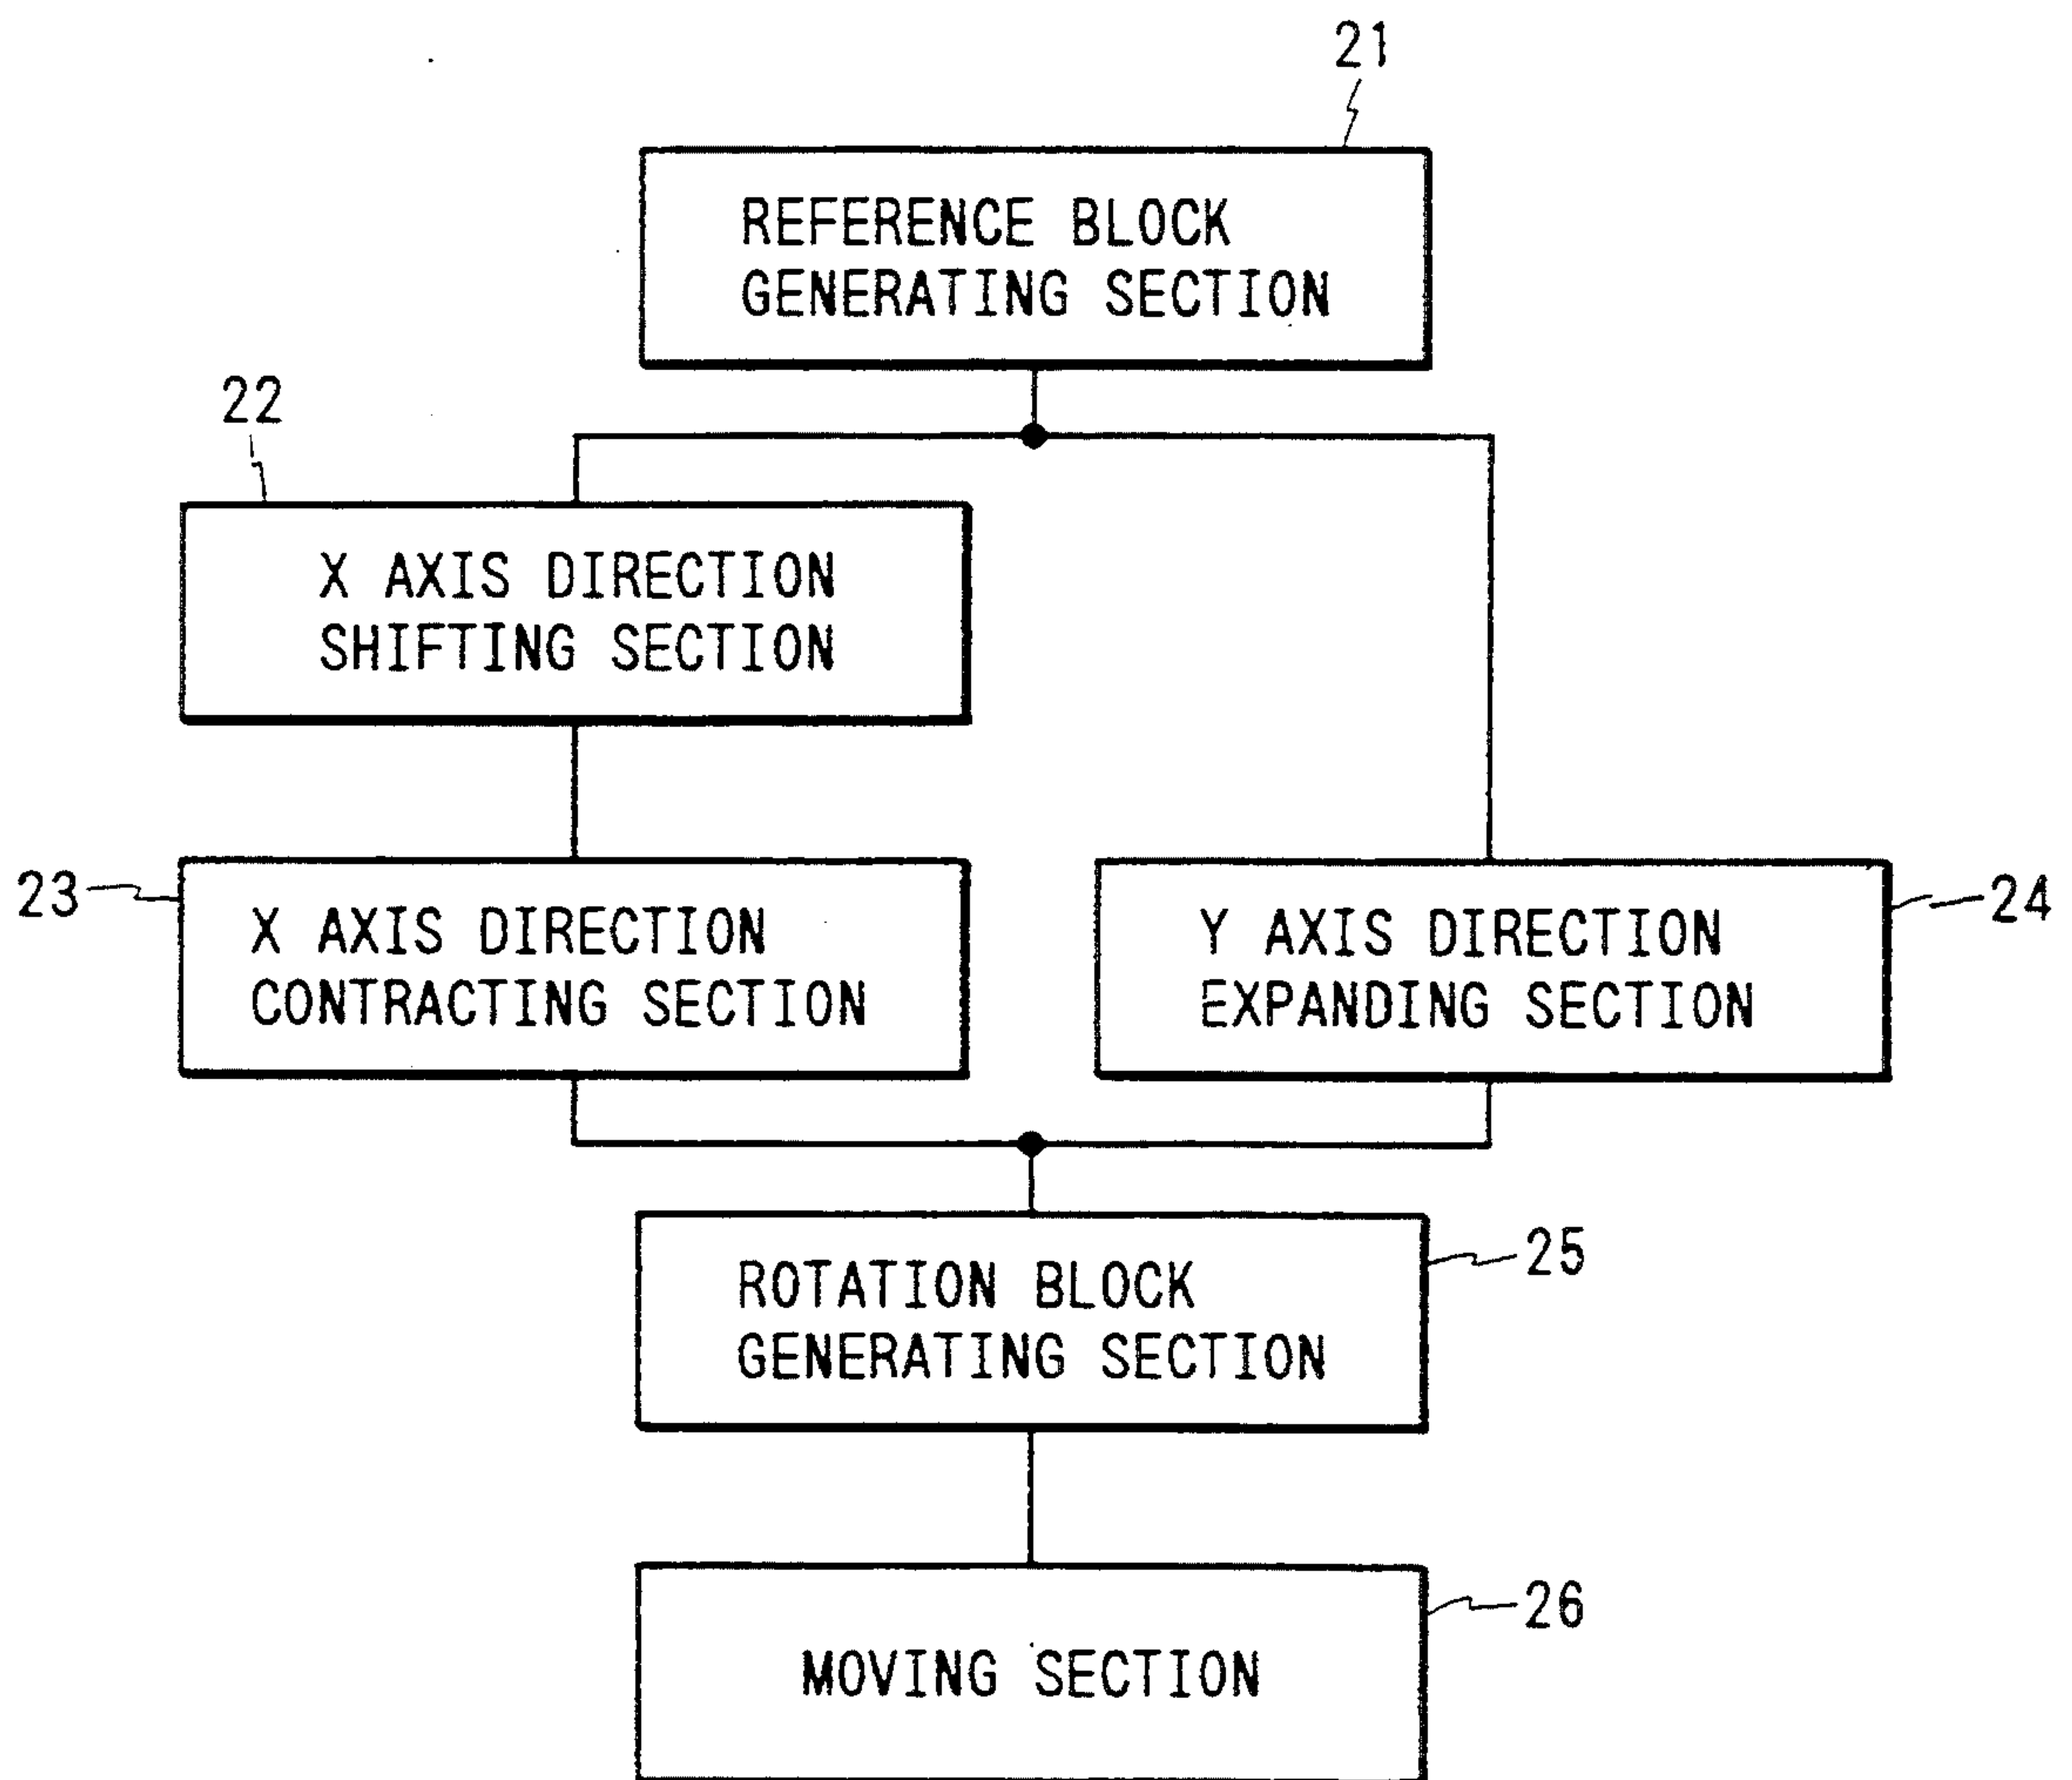 21
REFERENCE BLOCK
GENERATING SECTION
22
X AXIS DIRECTION
SHIFTING SECTION
23
X AXIS DIRECTION
CONTRACTING SECTION
Y AXIS DIRECTION
EXPANDING SECTION
24
ROTATION BLOCK
GENERATING SECTION
25
MOVING SECTION
26